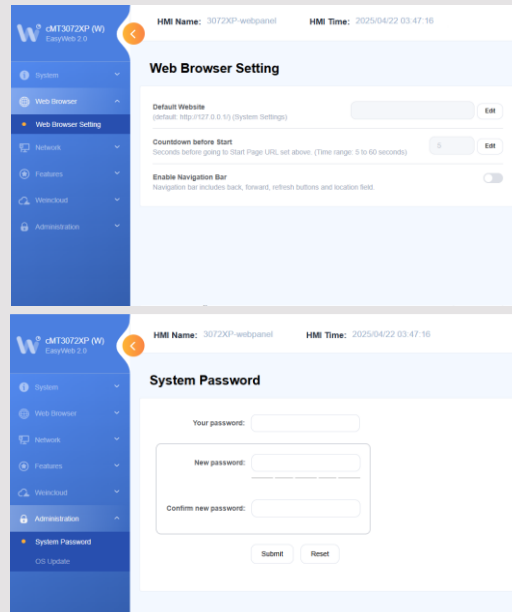 cMT3072XP (W)
EasyWeb 2.0
HMI Name: 3072XP-webpanel HMI Time: 2025/04/22 03:47:16
System
Web Browser
Web Browser Setting
Network
Features
Weincloud
Administration
Web Browser Setting
Default Website
(default: http://127.0.0.1/) (System Settings)
Edit
Countdown before Start
Seconds before going to Start Page URL set above. (Time range: 5 to 60 seconds)
5
Edit
Enable Navigation Bar
Navigation bar includes back, forward, refresh buttons and location field.
cMT3072XP (W)
EasyWeb 2.0
HMI Name: 3072XP-webpanel HMI Time: 2025/04/22 03:47:16
System
Web Browser
Network
Features
Weincloud
Administration
System Password
OS Update
System Password
Your password:
New password:
Confirm new password:
Submit Reset